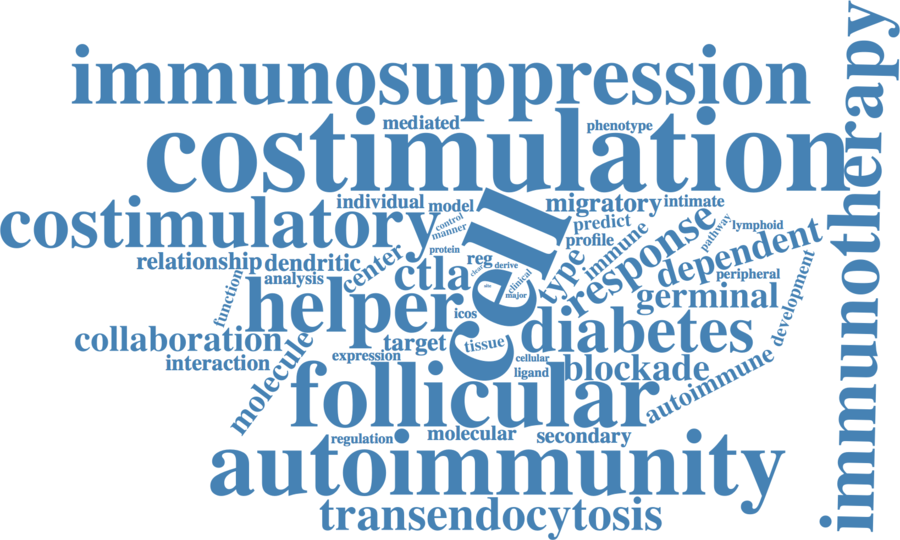 immunosuppression
immunotherapy
mediated
phenotype
costimulation
individual
model
migratory
intimate
costimulatory
control
manner
cell
predict
response
pathway
lymphoid
profile
immune
dependent
relationship
dendritic
center
protein
reg
derive
type
ctla
clinical
major
peripheral
function
analysis
helper
icos
germinal
development
collaboration
target
tissue
diabetes
interaction
molecule
expression
cellular
ligand
blockade
autoimmune
follicular
regulation
molecular
secondary
autoimmunity
transendocytosis